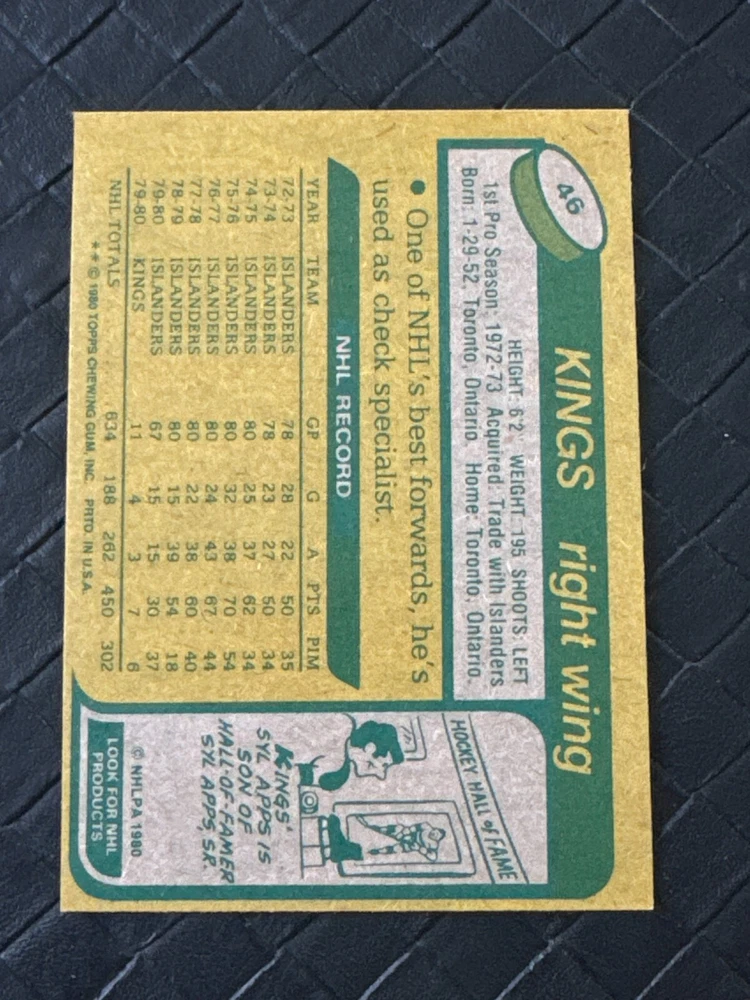 46
KINGS right wing
HEIGHT: 6'2" WEIGHT: 195 SHOOTS: LEFT
1st Pro Season: 1972-73 Acquired: Trade with Islanders
Born: 1-29-52 Toronto, Ontario Home: Toronto, Ontario
• One of NHL's best forwards, he's
used as check specialist.
NHL RECORD
YEAR TEAM GP G A PTS PIM
72-73 ISLANDERS 78 28 22 50 35
73-74 ISLANDERS 78 23 27 50 34
74-75 ISLANDERS 80 25 37 62 34
75-76 ISLANDERS 80 32 38 70 54
76-77 ISLANDERS 80 24 43 67 44
77-78 ISLANDERS 80 22 38 60 40
78-79 ISLANDERS 80 15 39 54 18
79-80 ISLANDERS 67 15 15 30 37
79-80 KINGS 11 4 3 7 6
NHL TOTALS 634 188 262 450 302
** © 1980 TOPPS CHEWING GUM, INC. PRTD. IN U.S.A.
HOCKEY HALL of FAME
KINGS'
SYL APPS IS
SON OF
HALL-OF-FAMER
SYL APPS SR.
© NHLPA 1980
LOOK FOR NHL
PRODUCTS